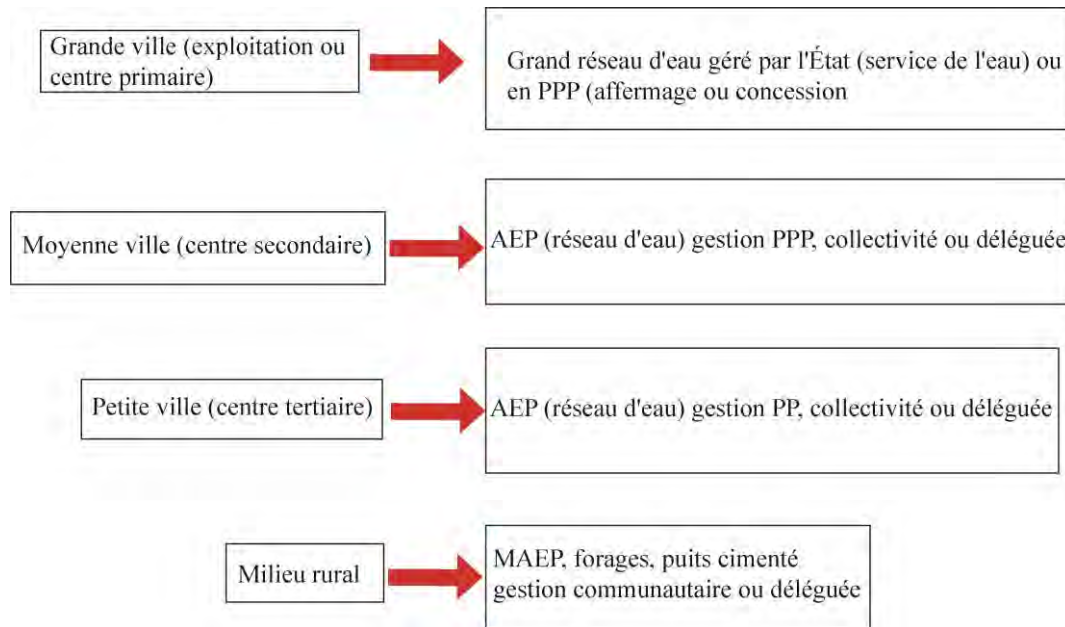 Grande ville (exploitation ou
centre primaire)
Grand réseau d'eau géré par l'État (service de l'eau) ou
en PPP (affermage ou concession
Moyenne ville (centre secondaire)
AEP (réseau d'eau) gestion PPP, collectivité ou déléguée
Petite ville (centre tertiaire)
AEP (réseau d'eau) gestion PP, collectivité ou déléguée
Milieu rural
MAEP, forages, puits cimenté
gestion communautaire ou déléguée